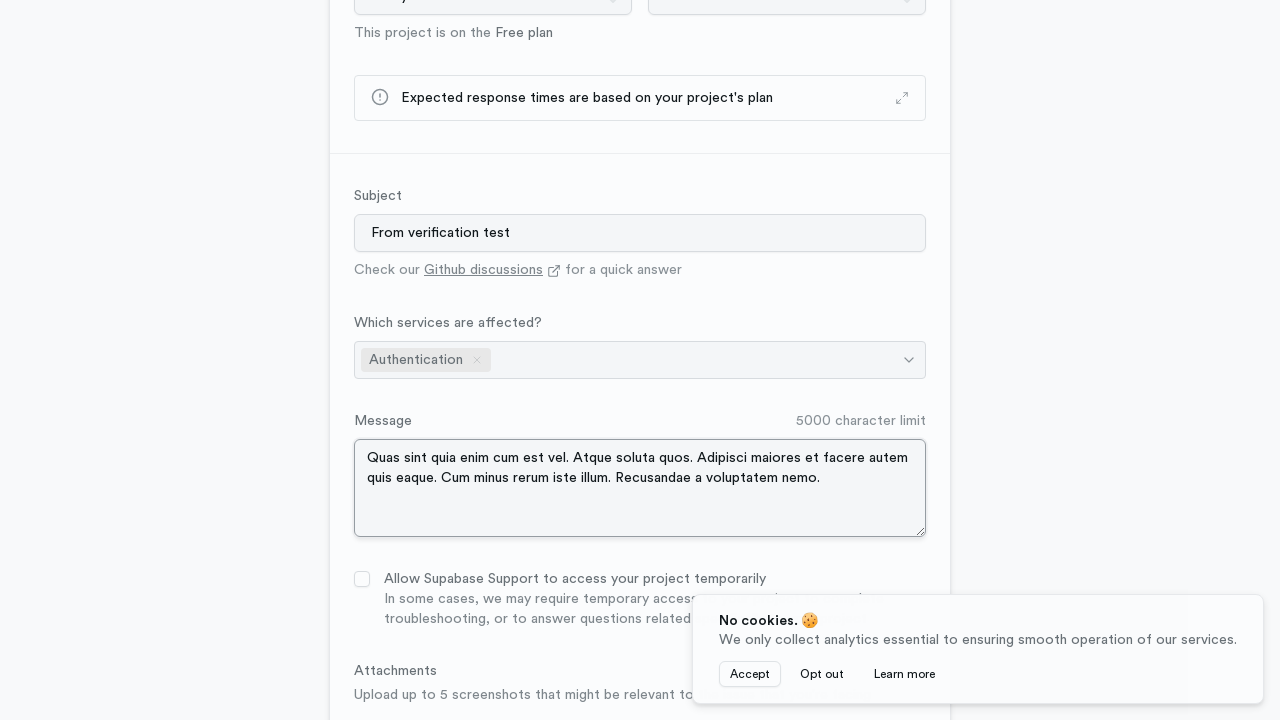 This project is on the Free plan
Expected response times are based on your project's plan
Subject
From verification test
Check our Github discussions for a quick answer
Which services are affected?
Authentication
Message
5000 character limit
Quas sint quia enim cum est vel. Atque soluta quos. Adipisci maiores et facere autem
quis eaque. Cum minus rerum iste illum. Recusandae a voluptatem nemo.
Allow Supabase Support to access your project temporarily
In some cases, we may require temporary access
troubleshooting, or to answer questions related
Attachments
Upload up to 5 screenshots that might be relevant to
No cookies. 🍪
We only collect analytics essential to ensuring smooth operation of our services.
Accept
Opt out
Learn more